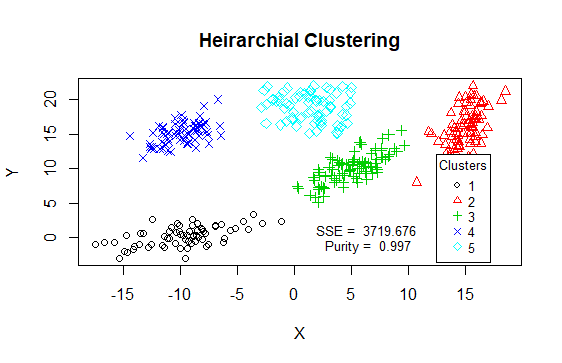 Heirarchial Clustering
Y
20
15
10
5
0
Clusters
1
2
3
4
5
SSE = 3719.676
Purity = 0.997
-15
-10
-5
0
5
10
15
X